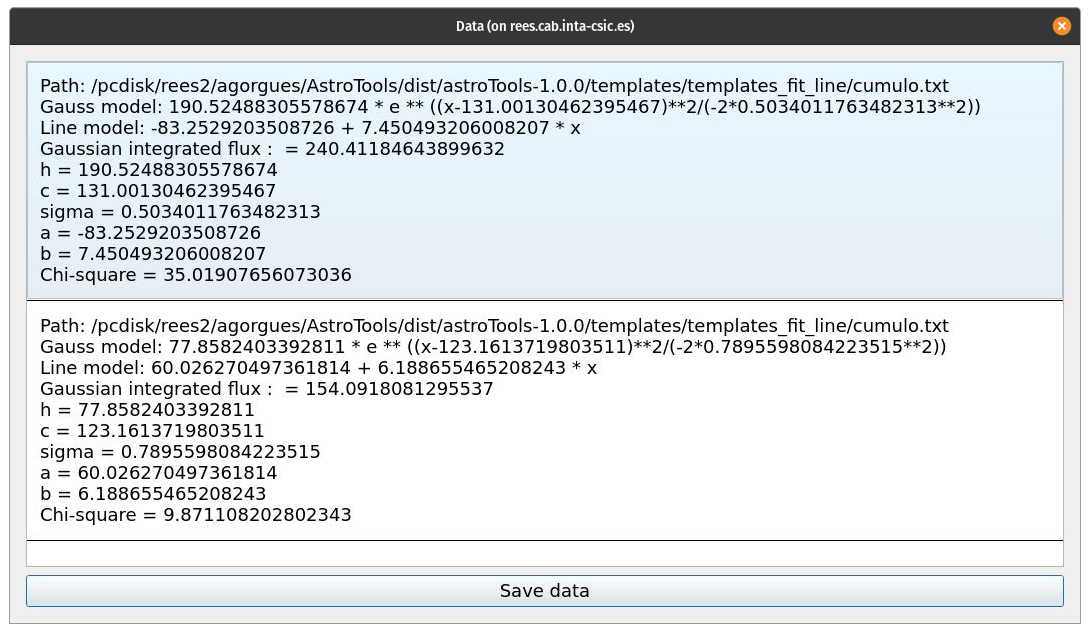 Data (on rees.cab.inta-csic.es)
Path: /pcdisk/rees2/agorgues/AstroTools/dist/astroTools-1.0.0/templates/templates_fit_line/cumulo.txt
Gauss model: 190.52488305578674 * e ** ((x-131.00130462395467)**2/(-2*0.5034011763482313**2))
Line model: -83.2529203508726 + 7.450493206008207 * x
Gaussian integrated flux :  = 240.41184643899632
h = 190.52488305578674
c = 131.00130462395467
sigma = 0.5034011763482313
a = -83.2529203508726
b = 7.450493206008207
Chi-square = 35.01907656073036
Path: /pcdisk/rees2/agorgues/AstroTools/dist/astroTools-1.0.0/templates/templates_fit_line/cumulo.txt
Gauss model: 77.8582403392811 * e ** ((x-123.1613719803511)**2/(-2*0.7895598084223515**2))
Line model: 60.026270497361814 + 6.188655465208243 * x
Gaussian integrated flux :  = 154.0918081295537
h = 77.8582403392811
c = 123.1613719803511
sigma = 0.7895598084223515
a = 60.026270497361814
b = 6.188655465208243
Chi-square = 9.871108202802343
Save data